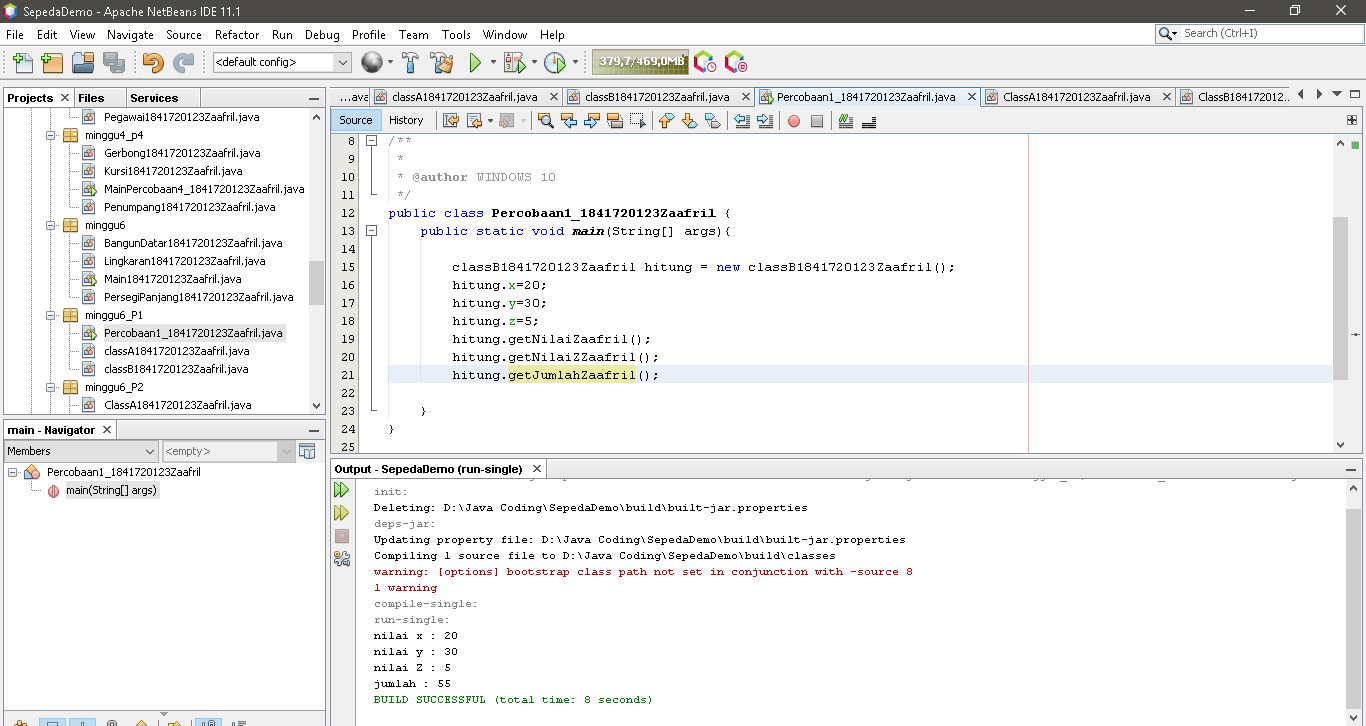 SepedaDemo - Apache NetBeans IDE 11.1
File Edit View Navigate Source Refactor Run Debug Profile Team Tools Window Help
Search (Ctrl+I)
<default config>
379,7/469,0MB
Projects Files Services
Pegawai1841720123Zaafril.java
minggu4_p4
Gerbong1841720123Zaafril.java
Kursi1841720123Zaafril.java
MainPercobaan4_1841720123Zaafril.java
Penumpang1841720123Zaafril.java
minggu6
BangunDatar1841720123Zaafril.java
Lingkaran1841720123Zaafril.java
Main1841720123Zaafril.java
PersegiPanjang1841720123Zaafril.java
minggu6_P1
Percobaan1_1841720123Zaafril.java
classA1841720123Zaafril.java
classB1841720123Zaafril.java
minggu6_P2
ClassA1841720123Zaafril.java
main - Navigator
Members <empty>
Percobaan1_1841720123Zaafril
main(String[] args)
...ava classA1841720123Zaafril.java classB1841720123Zaafril.java Percobaan1_1841720123Zaafril.java ClassA1841720123Zaafril.java ClassB184172012...
Source History
8 /**
9 *
10 * @author WINDOWS 10
11 */
12 public class Percobaan1_1841720123Zaafril {
13 public static void main(String[] args){
14
15 classB1841720123Zaafril hitung = new classB1841720123Zaafril();
16 hitung.x=20;
17 hitung.y=30;
18 hitung.z=5;
19 hitung.getNilaiZaafril();
20 hitung.getNilaiZZaafril();
21 hitung.getJumlahZaafril();
22
23 }
24 }
25
Output - SepedaDemo (run-single)
init:
Deleting: D:\Java Coding\SepedaDemo\build\built-jar.properties
deps-jar:
Updating property file: D:\Java Coding\SepedaDemo\build\built-jar.properties
Compiling 1 source file to D:\Java Coding\SepedaDemo\build\classes
warning: [options] bootstrap class path not set in conjunction with -source 8
1 warning
compile-single:
run-single:
nilai x : 20
nilai y : 30
nilai Z : 5
jumlah : 55
BUILD SUCCESSFUL (total time: 8 seconds)